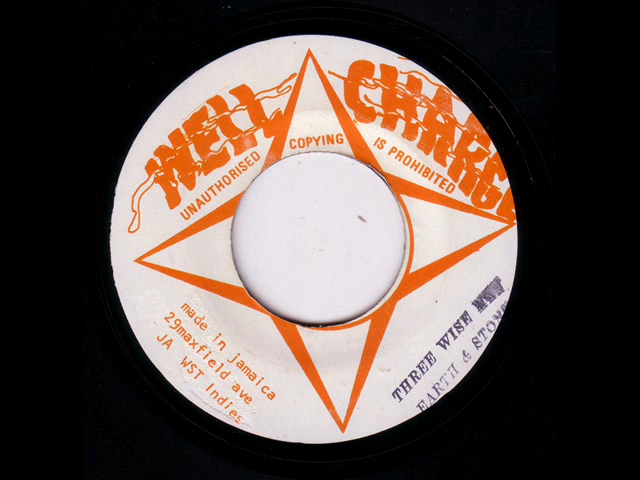 WELL CHARGE
UNAUTHORISED COPYING IS PROHIBITED
made in jamaica
29maxfield ave
JA WST Indies
THREE WISE
EARTH & STONE